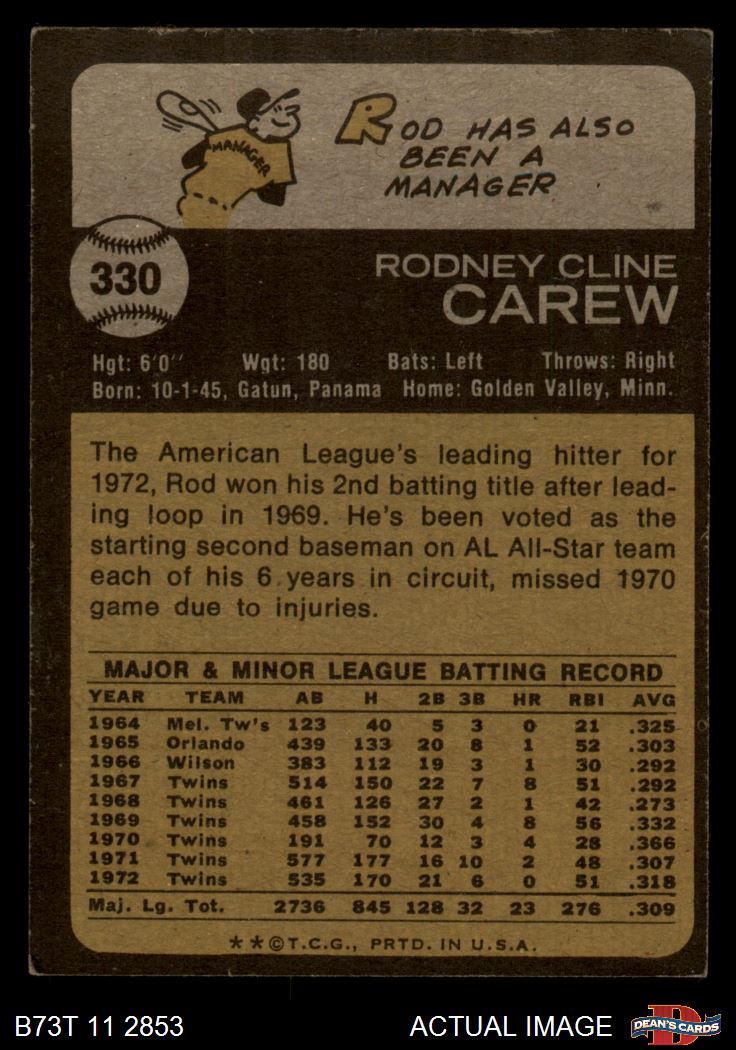 MANAGER
ROD HAS ALSO
BEEN A
MANAGER
330
RODNEY CLINE
CAREW
Hgt: 6'0" Wgt: 180 Bats: Left Throws: Right
Born: 10-1-45, Gatun, Panama Home: Golden Valley, Minn.
The American League's leading hitter for
1972, Rod won his 2nd batting title after lead-
ing loop in 1969. He's been voted as the
starting second baseman on AL All-Star team
each of his 6 years in circuit, missed 1970
game due to injuries.
MAJOR & MINOR LEAGUE BATTING RECORD
YEAR TEAM AB H 2B 3B HR RBI AVG
1964 Mel. Tw's 123 40 5 3 0 21 .325
1965 Orlando 439 133 20 8 1 52 .303
1966 Wilson 383 112 19 3 1 30 .292
1967 Twins 514 150 22 7 8 51 .292
1968 Twins 461 126 27 2 1 42 .273
1969 Twins 458 152 30 4 8 56 .332
1970 Twins 191 70 12 3 4 28 .366
1971 Twins 577 177 16 10 2 48 .307
1972 Twins 535 170 21 6 0 51 .318
Maj. Lg. Tot. 2736 845 128 32 23 276 .309
**©T.C.G., PRTD. IN U.S.A.
B73T 11 2853 ACTUAL IMAGE DEAN'S CARDS